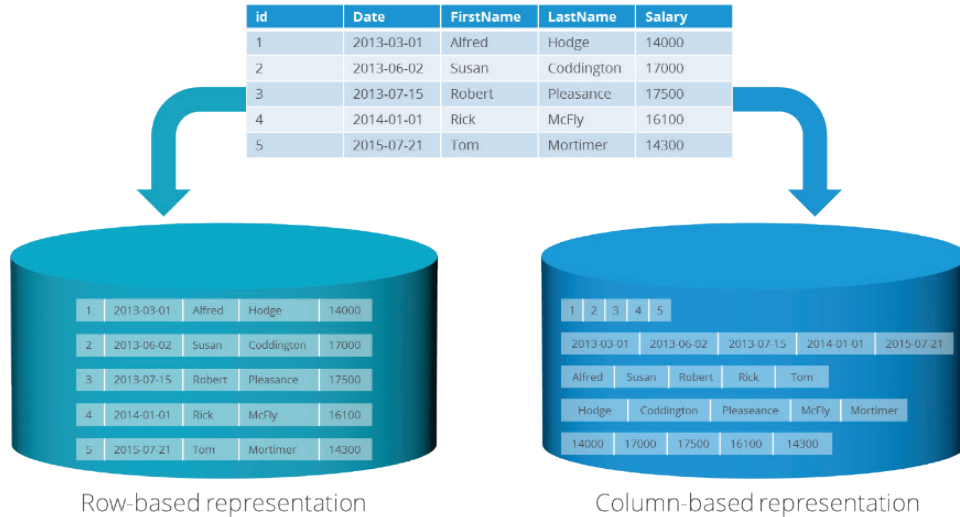 id Date FirstName LastName Salary
1 2013-03-01 Alfred Hodge 14000
2 2013-06-02 Susan Coddington 17000
3 2013-07-15 Robert Pleasance 17500
4 2014-01-01 Rick McFly 16100
5 2015-07-21 Tom Mortimer 14300
1 2013-03-01 Alfred Hodge 14000
2 2013-06-02 Susan Coddington 17000
3 2013-07-15 Robert Pleasance 17500
4 2014-01-01 Rick McFly 16100
5 2015-07-21 Tom Mortimer 14300
Row-based representation
1 2 3 4 5
2013-03-01 2013-06-02 2013-07-15 2014-01-01 2015-07-21
Alfred Susan Robert Rick Tom
Hodge Coddington Pleaseance McFly Mortimer
14000 17000 17500 16100 14300
Column-based representation